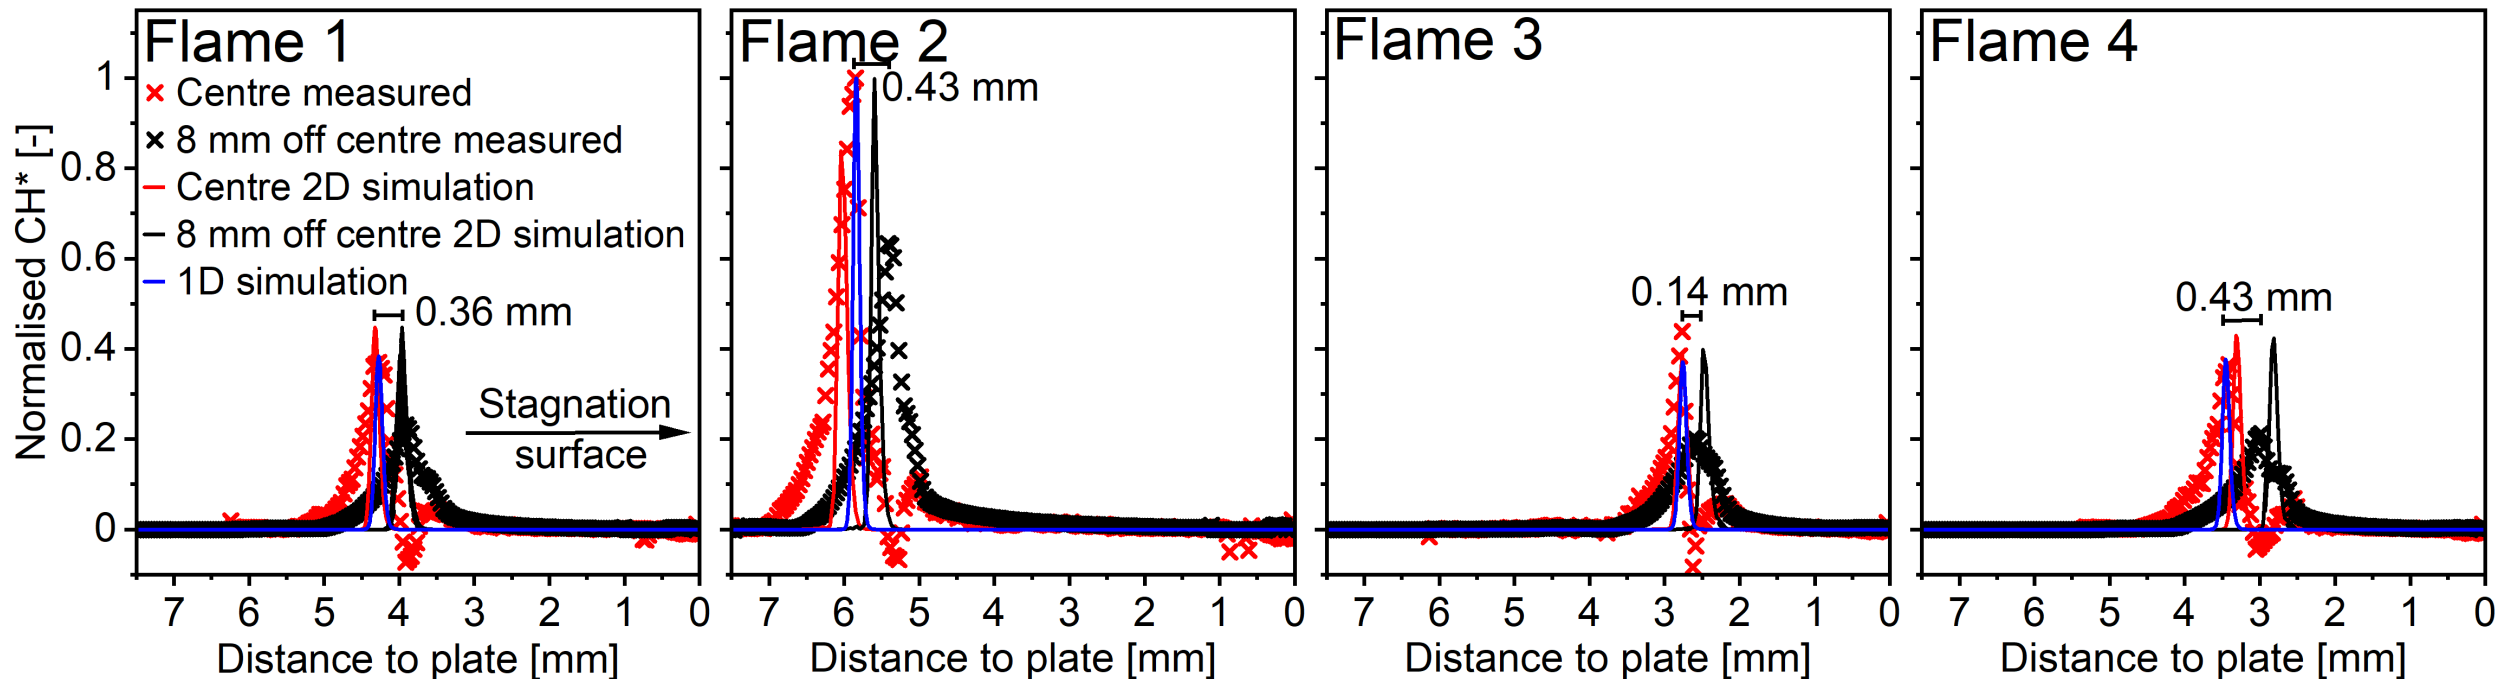 Flame 1
Centre measured
8 mm off centre measured
Centre 2D simulation
8 mm off centre 2D simulation
1D simulation
0.36 mm
Stagnation
surface
Normalised CH* [-]
1
0.8
0.6
0.4
0.2
0
7 6 5 4 3 2 1 0
Distance to plate [mm]
Flame 2
0.43 mm
7 6 5 4 3 2 1 0
Distance to plate [mm]
Flame 3
0.14 mm
7 6 5 4 3 2 1 0
Distance to plate [mm]
Flame 4
0.43 mm
7 6 5 4 3 2 1 0
Distance to plate [mm]